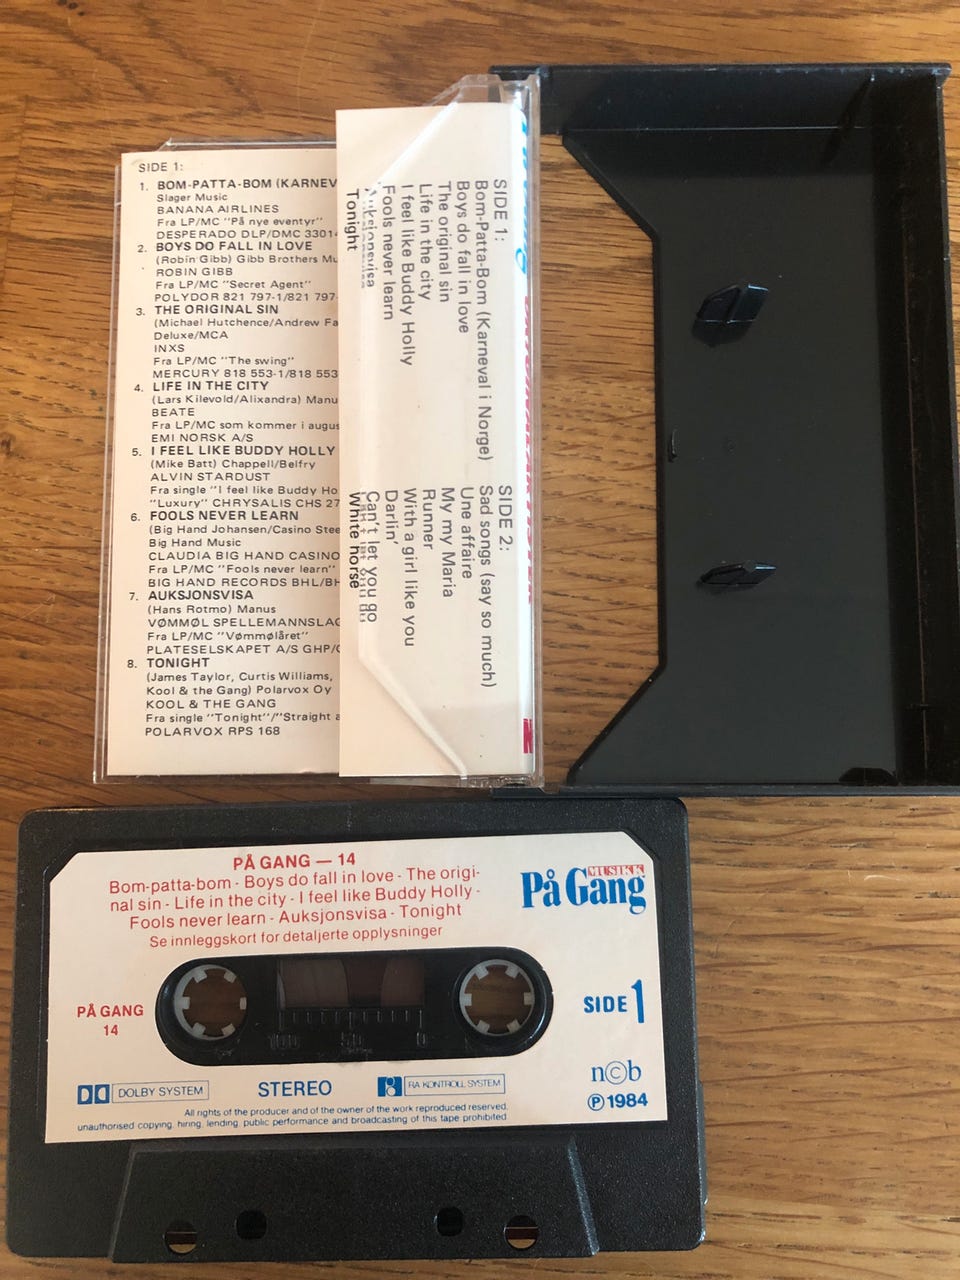 SIDE 1:
1. BOM-PATTA-BOM (KARNEV
Slager Music
BANANA AIRLINES
Fra LP/MC "På nye eventyr"
DESPERADO DLP/DMC 33014
2. BOYS DO FALL IN LOVE
(Robin Gibb) Gibb Brothers Mu
ROBIN GIBB
Fra LP/MC "Secret Agent"
POLYDOR 821 797-1/821 797-
3. THE ORIGINAL SIN
(Michael Hutchence/Andrew Fa
Deluxe/MCA
INXS
Fra LP/MC "The swing"
MERCURY 818 553-1/818 553
4. LIFE IN THE CITY
(Lars Kilevold/Alixandra) Manu
BEATE
Fra LP/MC som kommer i augus
EMI NORSK A/S
5. I FEEL LIKE BUDDY HOLLY
(Mike Batt) Chappell/Belfry
ALVIN STARDUST
Fra single "I feel like Buddy Ho
"Luxury" CHRYSALIS CHS 27
6. FOOLS NEVER LEARN
(Big Hand Johansen/Casino Stee
Big Hand Music
CLAUDIA BIG HAND CASINO
Fra LP/MC "Fools never learn"
BIG HAND RECORDS BHL/BH
7. AUKSJONSVISA
(Hans Rotmo) Manus
VØMMØL SPELLEMANNSLAG
Fra LP/MC "Vømmølåret"
PLATESELSKAPET A/S GHP/G
8. TONIGHT
(James Taylor, Curtis Williams,
Kool & the Gang) Polarvox Oy
KOOL & THE GANG
Fra single "Tonight"/"Straight a
POLARVOX RPS 168
SIDE 1:
Bom-Patta-Bom (Karneval i Norge)
Boys do fall in love
The original sin
Life in the city
I feel like Buddy Holly
Fools never learn
Auksjonsvisa
Tonight
SIDE 2:
Sad songs (say so much)
Une affaire
My my Maria
Runner
With a girl like you
Darlin'
Can't let you go
White horse
PÅ GANG — 14
Bom-patta-bom - Boys do fall in love - The origi-
nal sin - Life in the city - I feel like Buddy Holly -
Fools never learn - Auksjonsvisa - Tonight
Se innleggskort for detaljerte opplysninger
MUSIKK
På Gang
PÅ GANG
14
SIDE 1
100 50 0
DOLBY SYSTEM
STEREO
RA KONTROLL SYSTEM
n©b
℗ 1984
All rights of the producer and of the owner of the work reproduced reserved,
unauthorised copying, hiring, lending, public performance and broadcasting of this tape prohibited.